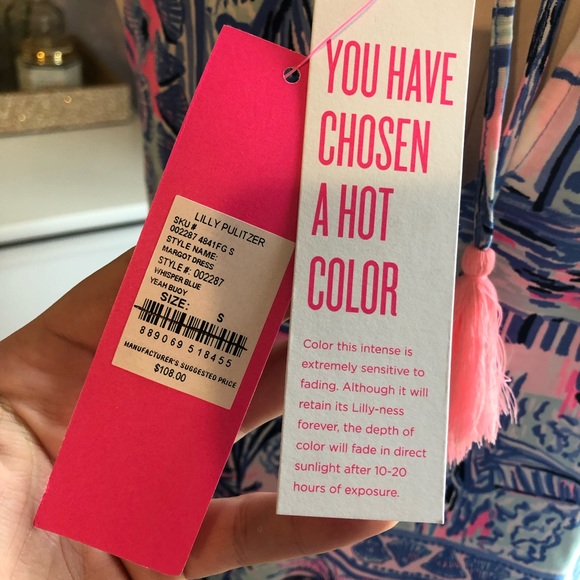 LILLY PULITZER
SKU #
002287 4841FG S
STYLE NAME:
MARGOT DRESS
STYLE #: 002287
WHISPER BLUE
YEAH BUOY
SIZE: S
889069 518455
MANUFACTURER'S SUGGESTED PRICE
$108.00
YOU HAVE
CHOSEN
A HOT
COLOR
Color this intense is
extremely sensitive to
fading. Although it will
retain its Lilly-ness
forever, the depth of
color will fade in direct
sunlight after 10-20
hours of exposure.